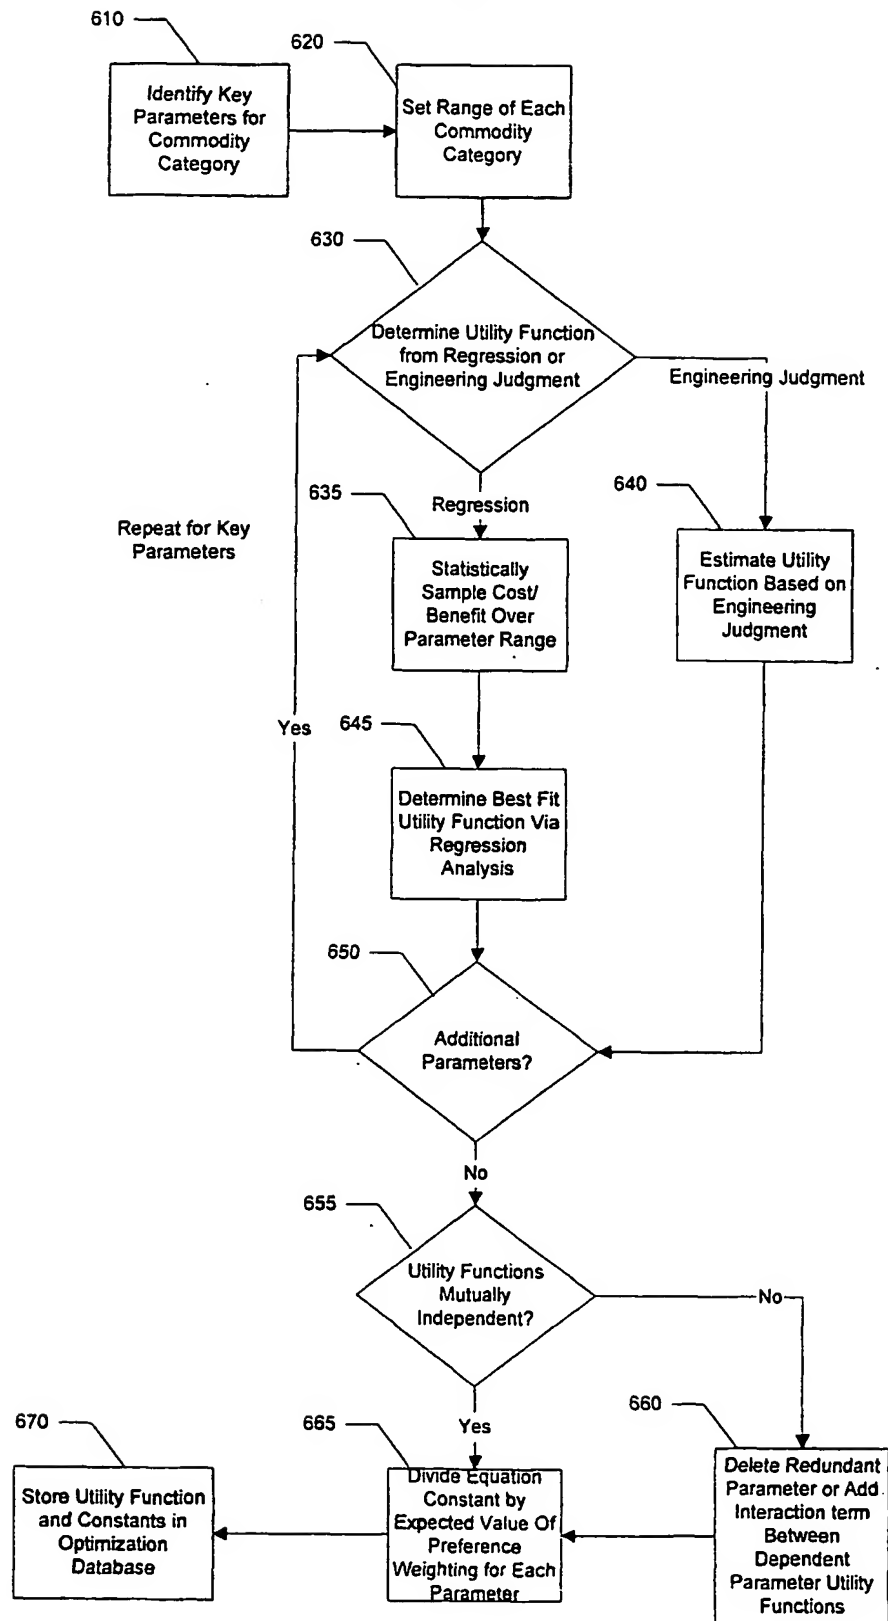 610
Identify Key
Parameters for
Commodity
Category
620
Set Range of Each
Commodity
Category
630
Determine Utility Function
from Regression or
Engineering Judgment
Engineering Judgment
635
Regression
640
Repeat for Key
Parameters
Statistically
Sample Cost/
Benefit Over
Parameter Range
Estimate Utility
Function Based on
Engineering
Judgment
Yes
645
Determine Best Fit
Utility Function Via
Regression
Analysis
650
Additional
Parameters?
No
655
Utility Functions
Mutually
Independent?
No
Yes
670
665
660
Store Utility Function
and Constants in
Optimization
Database
Divide Equation
Constant by
Expected Value Of
Preference
Weighting for Each
Parameter
Delete Redundant
Parameter or Add
Interaction term
Between
Dependent
Parameter Utility
Functions